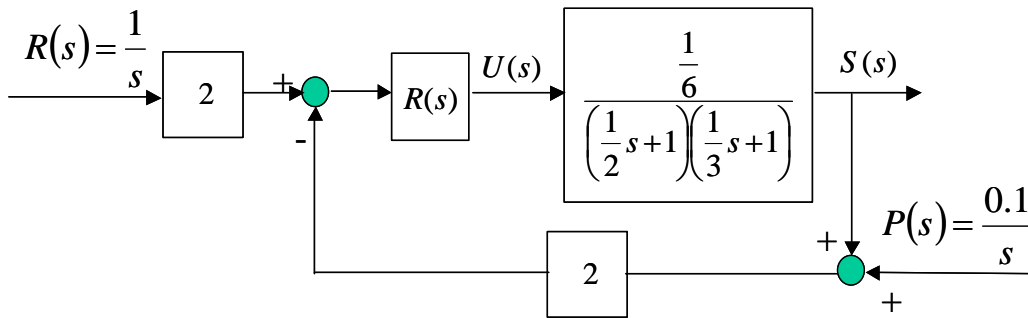 R(s)=1/s
2
+
-
R(s)
U(s)
1/6
(1/2 s+1)(1/3 s+1)
S(s)
2
+
P(s)=0.1/s
+